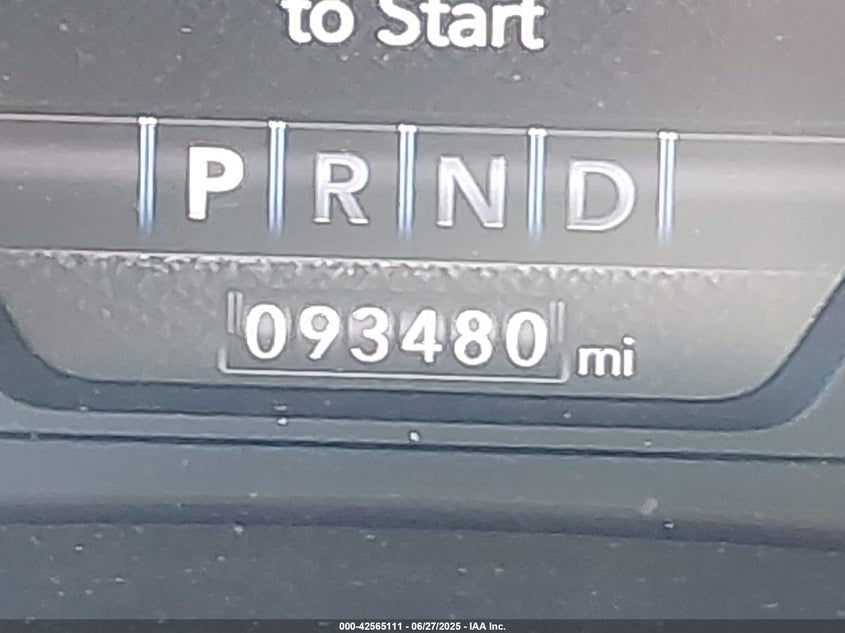 to Start
P R N D
093480 mi
000-42565111 - 06/27/2025 - IAA Inc.